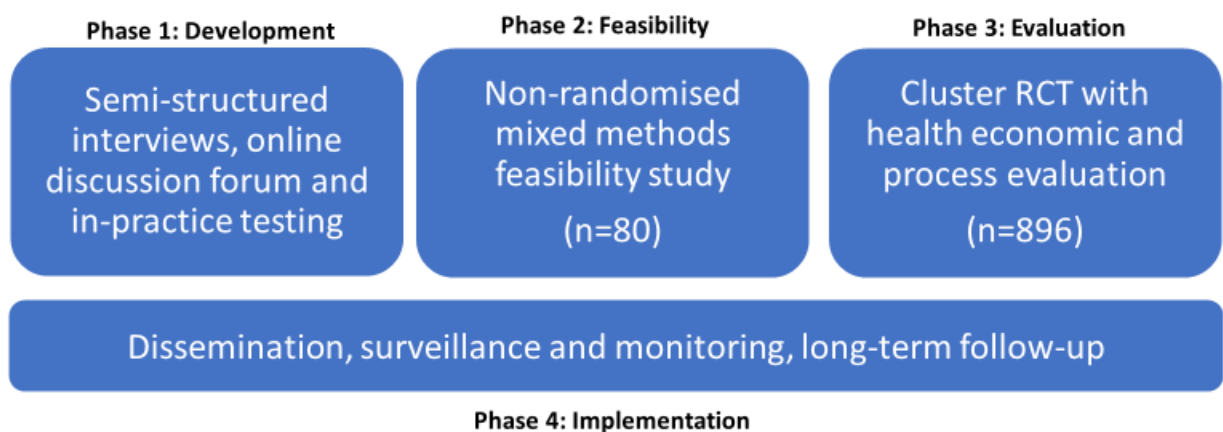 Phase 1: Development
Semi-structured
interviews, online
discussion forum and
in-practice testing
Phase 2: Feasibility
Non-randomised
mixed methods
feasibility study
(n=80)
Phase 3: Evaluation
Cluster RCT with
health economic and
process evaluation
(n=896)
Dissemination, surveillance and monitoring, long-term follow-up
Phase 4: Implementation